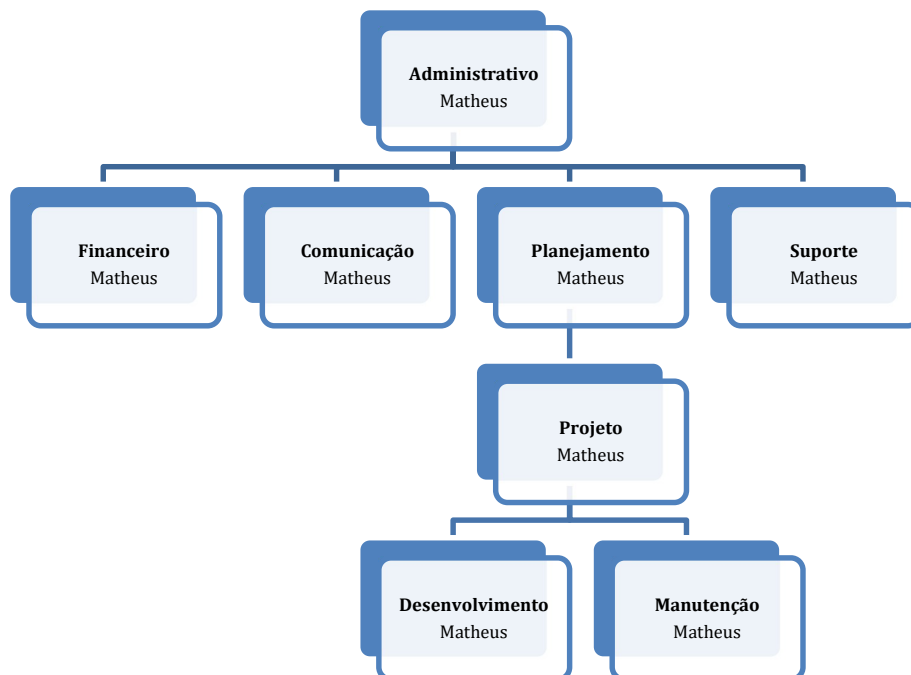 Administrativo
Matheus
Financeiro
Matheus
Comunicação
Matheus
Planejamento
Matheus
Suporte
Matheus
Projeto
Matheus
Desenvolvimento
Matheus
Manutenção
Matheus